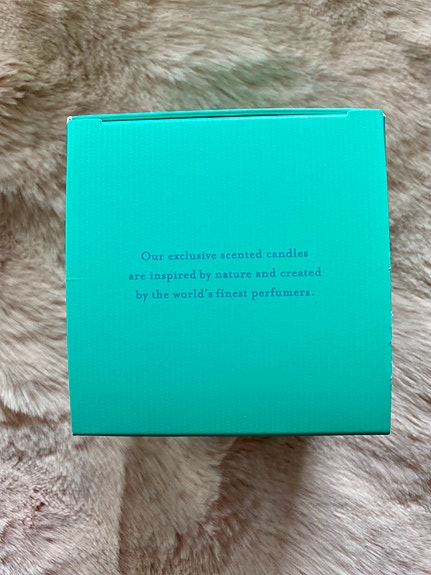 Our exclusive scented candles
are inspired by nature and created
by the world's finest perfumers.